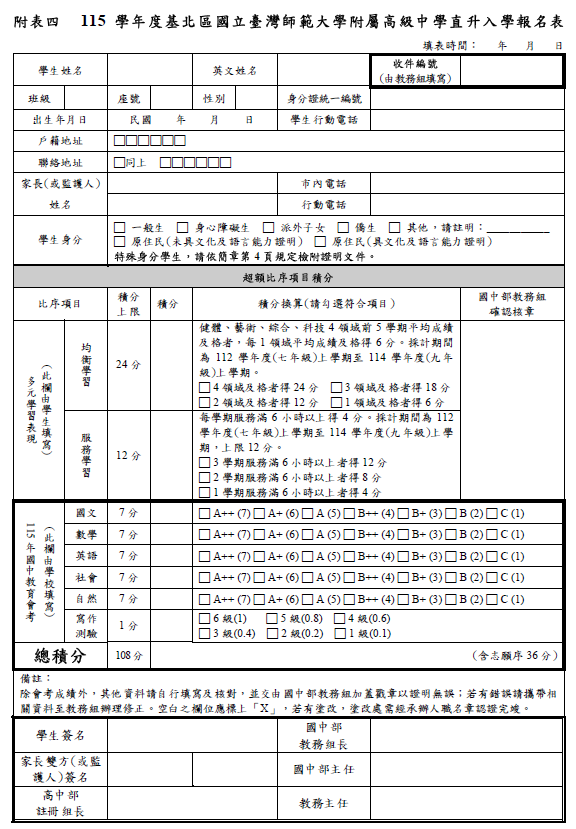 附表四 115 學年度基北區國立臺灣師範大學附屬高級中學直升入學報名表
填表時間： 年 月 日
學生姓名 英文姓名 收件編號
(由教務組填寫)
班級 座號 性別 身分證統一編號
出生年月日 民國 年 月 日 學生行動電話
戶籍地址 □□□□□□
聯絡地址 □同上 □□□□□□
家長(或監護人)
姓名
市內電話
行動電話
學生身分
□ 一般生 □ 身心障礙生 □ 派外子女 □ 僑生 □ 其他，請註明：__________
□ 原住民(未具文化及語言能力證明) □ 原住民(具文化及語言能力證明)
特殊身分學生，請依簡章第 4 頁規定檢附證明文件。
超額比序項目積分
比序項目 積分
上限
積分 積分換算(請勾選符合項目) 國中部教務組
確認核章
(此欄由學生填寫)
多元學習表現
均衡學習
24 分
健體、藝術、綜合、科技 4 領域前 5 學期平均成績
及格者，每 1 領域平均成績及格得 6 分。採計期間
為 112 學年度(七年級)上學期至 114 學年度(九年
級)上學期。
□ 4 領域及格者得 24 分 □ 3 領域及格者得 18 分
□ 2 領域及格者得 12 分 □ 1 領域及格者得 6 分
服務學習
12 分
每學期服務滿 6 小時以上得 4 分。採計期間為 112
學年度(七年級)上學期至 114 學年度(九年級)上學
期，上限 12 分。
□ 3 學期服務滿 6 小時以上者得 12 分
□ 2 學期服務滿 6 小時以上者得 8 分
□ 1 學期服務滿 6 小時以上者得 4 分
(此欄由學校填寫)
115 年國中教育會考
國文 7 分 □ A++ (7) □ A+ (6) □ A (5) □ B++ (4) □ B+ (3) □ B (2) □ C (1)
數學 7 分 □ A++ (7) □ A+ (6) □ A (5) □ B++ (4) □ B+ (3) □ B (2) □ C (1)
英語 7 分 □ A++ (7) □ A+ (6) □ A (5) □ B++ (4) □ B+ (3) □ B (2) □ C (1)
社會 7 分 □ A++ (7) □ A+ (6) □ A (5) □ B++ (4) □ B+ (3) □ B (2) □ C (1)
自然 7 分 □ A++ (7) □ A+ (6) □ A (5) □ B++ (4) □ B+ (3) □ B (2) □ C (1)
寫作
測驗
1 分
□ 6 級(1) □ 5 級(0.8) □ 4 級(0.6)
□ 3 級(0.4) □ 2 級(0.2) □ 1 級(0.1)
總積分 108分 (含志願序 36 分)
備註：
除會考成績外，其他資料請自行填寫及核對，並交由國中部教務組加蓋戳章以證明無誤；若有錯誤請攜帶相
關資料至教務組辦理修正。空白之欄位應標上「X」，若有塗改，塗改處需經承辦人職名章認證完竣。
學生簽名 國中部
教務組長
家長雙方(或監
護人)簽名
國中部主任
高中部
註冊組長
教務主任